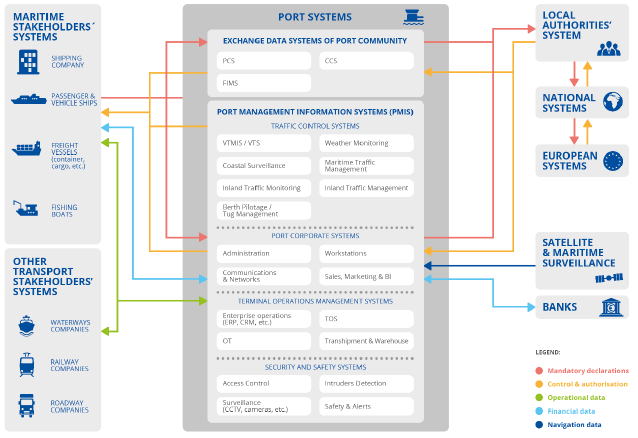 MARITIME
STAKEHOLDERS´
SYSTEMS
SHIPPING
COMPANY
PASSENGER &
VEHICLE SHIPS
FREIGHT
VESSELS
(container,
cargo, etc.)
FISHING
BOATS
OTHER
TRANSPORT
STAKEHOLDERS'
SYSTEMS
WATERWAYS
COMPANIES
RAILWAY
COMPANIES
ROADWAY
COMPANIES
PORT SYSTEMS
EXCHANGE DATA SYSTEMS OF PORT COMMUNITY
PCS
CCS
FIMS
PORT MANAGEMENT INFORMATION SYSTEMS (PMIS)
TRAFFIC CONTROL SYSTEMS
VTMIS / VTS
Weather Monitoring
Coastal Surveillance
Maritime Traffic
Management
Inland Traffic Monitoring
Inland Traffic Management
Berth Pilotage /
Tug Management
PORT CORPORATE SYSTEMS
Administration
Workstations
Communications
& Networks
Sales, Marketing & BI
TERMINAL OPERATIONS MANAGEMENT SYSTEMS
Enterprise operations
(ERP, CRM, etc.)
TOS
OT
Transhipment & Warehouse
SECURITY AND SAFETY SYSTEMS
Access Control
Intruders Detection
Surveillance
(CCTV, cameras, etc.)
Safety & Alerts
LOCAL
AUTHORITIES'
SYSTEM
NATIONAL
SYSTEMS
EUROPEAN
SYSTEMS
SATELLITE
& MARITIME
SURVEILLANCE
BANKS
LEGEND:
Mandatory declarations
Control & authorisation
Operational data
Financial data
Navigation data